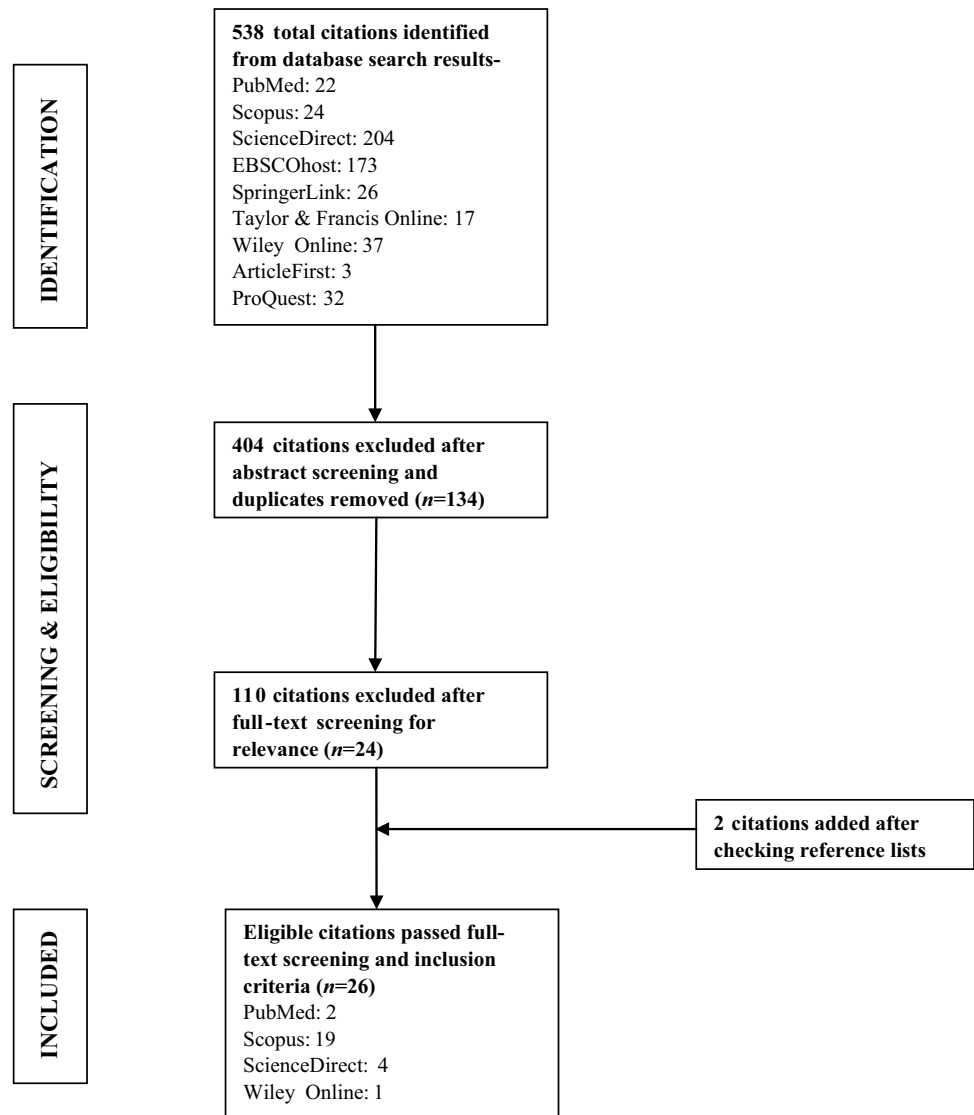 IDENTIFICATION
538 total citations identified
from database search results-
PubMed: 22
Scopus: 24
ScienceDirect: 204
EBSCOhost: 173
SpringerLink: 26
Taylor & Francis Online: 17
Wiley Online: 37
ArticleFirst: 3
ProQuest: 32
SCREENING & ELIGIBILITY
404 citations excluded after
abstract screening and
duplicates removed (n=134)
110 citations excluded after
full-text screening for
relevance (n=24)
2 citations added after
checking reference lists
INCLUDED
Eligible citations passed full-
text screening and inclusion
criteria (n=26)
PubMed: 2
Scopus: 19
ScienceDirect: 4
Wiley Online: 1